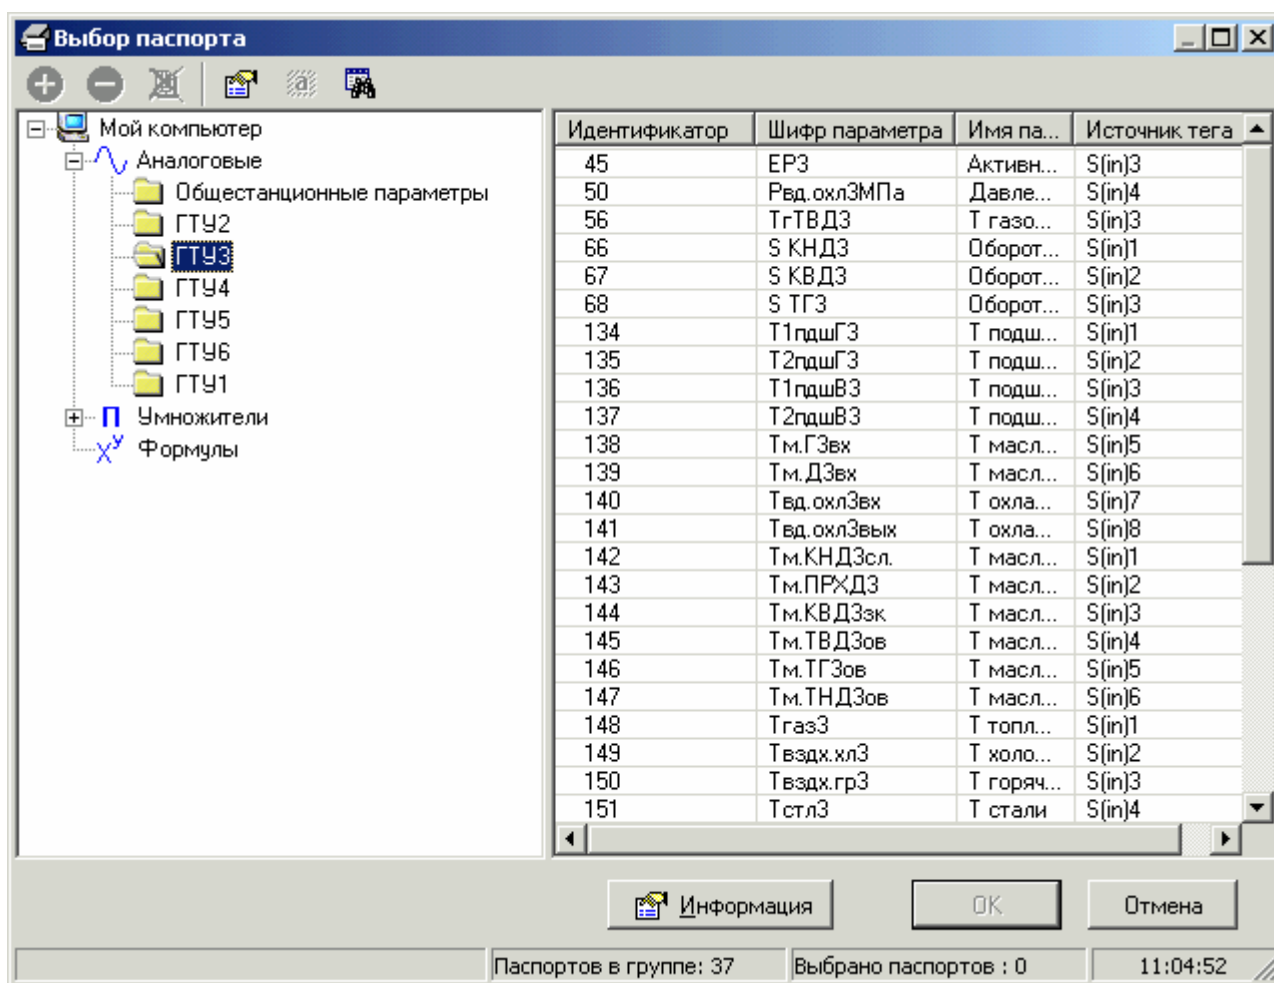 Выбор паспорта
Мой компьютер
Аналоговые
Общестанционные параметры
ГТУ2
ГТУ3
ГТУ4
ГТУ5
ГТУ6
ГТУ1
П Умножители
xʸ Формулы
Идентификатор Шифр параметра Имя па... Источник тега
45 ЕР3 Активн... S(in)3
50 Рвд.охл3МПа Давле... S(in)4
56 ТгТВД3 Т газо... S(in)3
66 S КНД3 Оборот... S(in)1
67 S КВД3 Оборот... S(in)2
68 S ТГ3 Оборот... S(in)3
134 Т1пдшГ3 Т подш... S(in)1
135 Т2пдшГ3 Т подш... S(in)2
136 Т1пдшВ3 Т подш... S(in)3
137 Т2пдшВ3 Т подш... S(in)4
138 Тм.Г3вх Т масл... S(in)5
139 Тм.Д3вх Т масл... S(in)6
140 Твд.охл3вх Т охла... S(in)7
141 Твд.охл3вых Т охла... S(in)8
142 Тм.КНД3сл. Т масл... S(in)1
143 Тм.ПРХД3 Т масл... S(in)2
144 Тм.КВД3зк Т масл... S(in)3
145 Тм.ТВД3ов Т масл... S(in)4
146 Тм.ТГ3ов Т масл... S(in)5
147 Тм.ТНД3ов Т масл... S(in)6
148 Тгаз3 Т топл... S(in)1
149 Твздх.хл3 Т холо... S(in)2
150 Твздх.гр3 Т горяч... S(in)3
151 Тстл3 Т стали S(in)4
Информация OK Отмена
Паспортов в группе: 37 Выбрано паспортов : 0 11:04:52